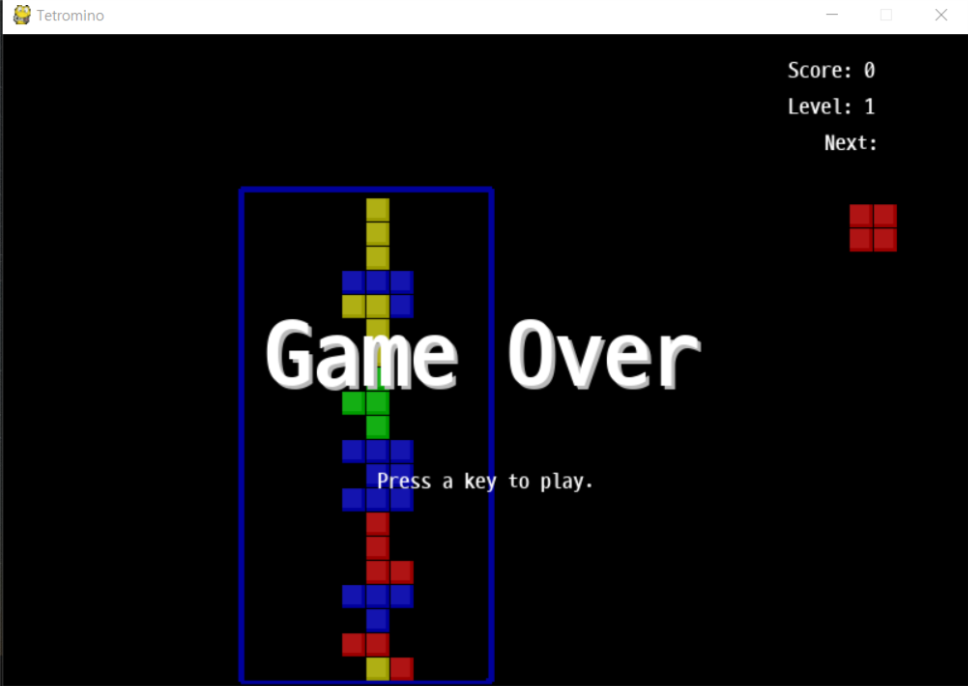 Tetromino
Score: 0
Level: 1
Next:
Game Over
Press a key to play.